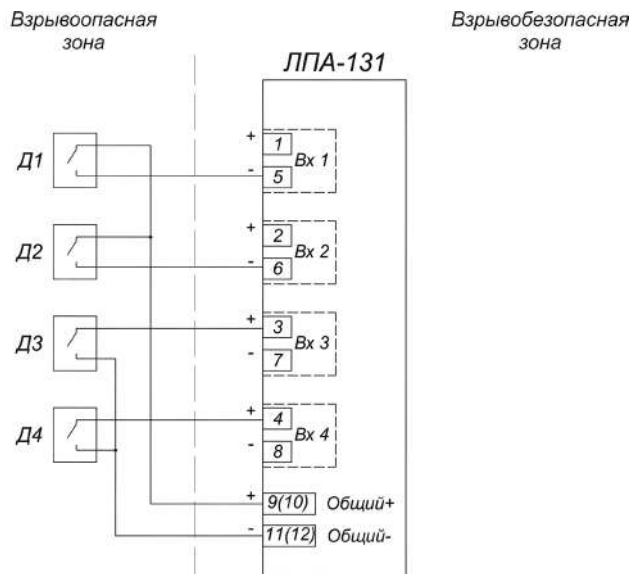 Взрывоопасная
зона
Взрывобезопасная
зона
ЛПА-131
Д1
+ 1
- 5
Вх 1
Д2
+ 2
- 6
Вх 2
Д3
+ 3
- 7
Вх 3
Д4
+ 4
- 8
Вх 4
+ 9(10) Общий+
- 11(12) Общий-